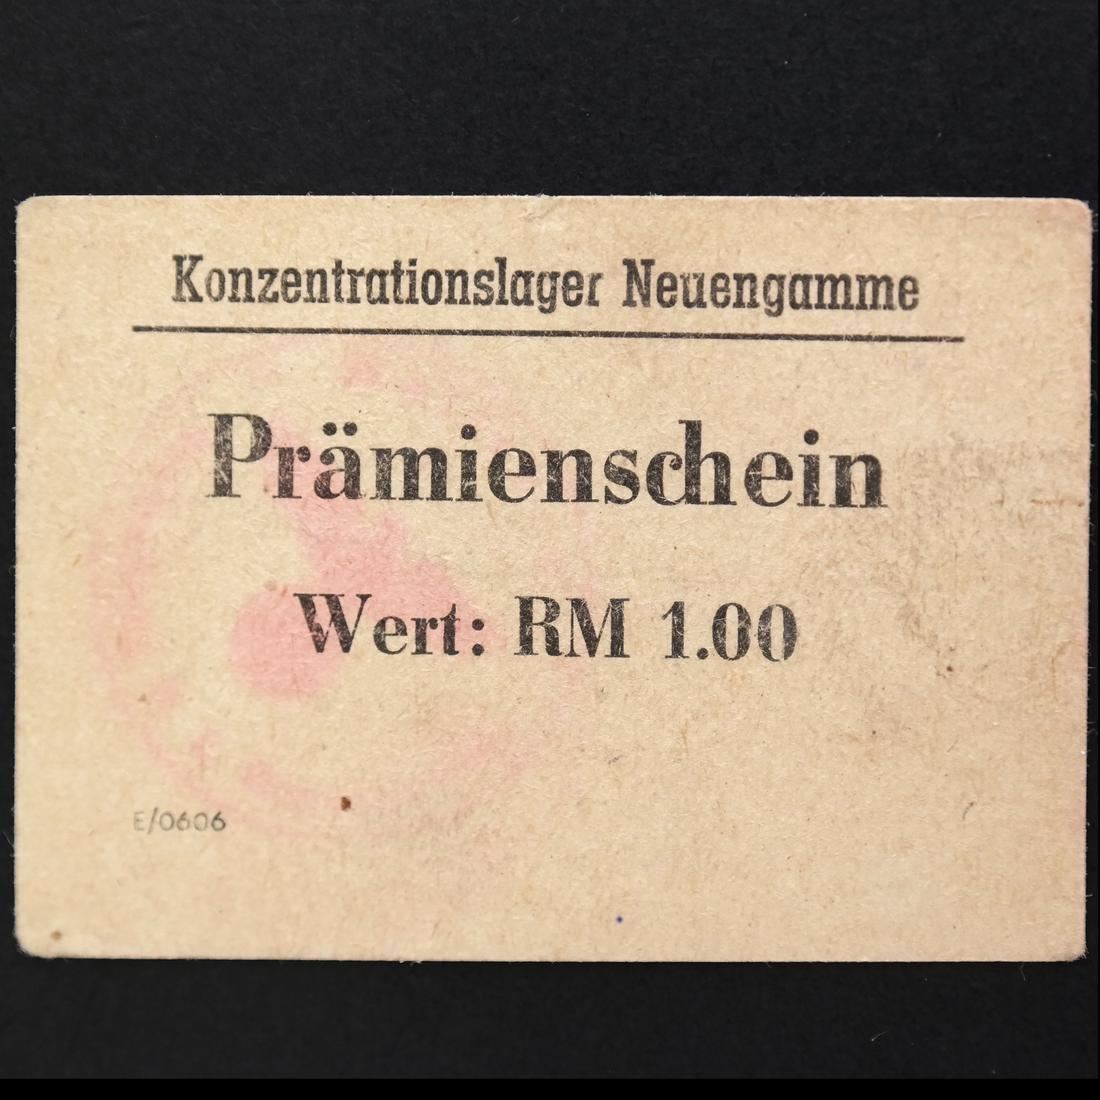 Konzentrationslager Neuengamme
Prämienschein
Wert: RM 1.00
E/0606